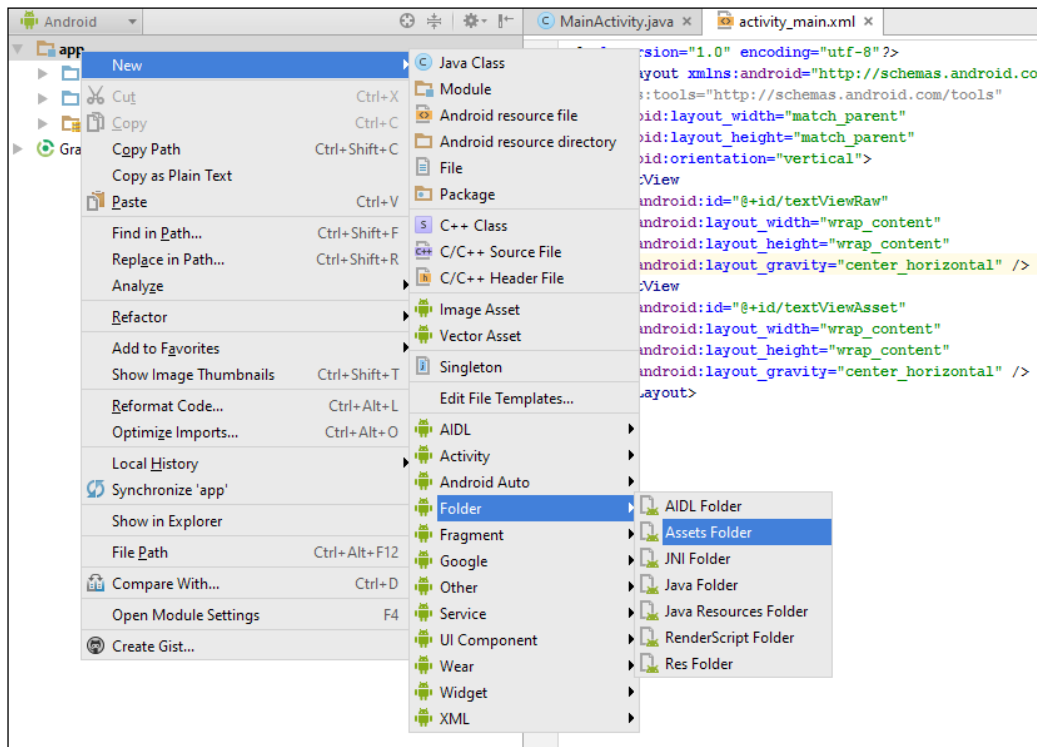 Android
MainActivity.java
activity_main.xml
app
Gra
New
Cut Ctrl+X
Copy Ctrl+C
Copy Path Ctrl+Shift+C
Copy as Plain Text
Paste Ctrl+V
Find in Path... Ctrl+Shift+F
Replace in Path... Ctrl+Shift+R
Analyze
Refactor
Add to Favorites
Show Image Thumbnails Ctrl+Shift+T
Reformat Code... Ctrl+Alt+L
Optimize Imports... Ctrl+Alt+O
Local History
Synchronize 'app'
Show in Explorer
File Path Ctrl+Alt+F12
Compare With... Ctrl+D
Open Module Settings F4
Create Gist...
Java Class
Module
Android resource file
Android resource directory
File
Package
C++ Class
C/C++ Source File
C/C++ Header File
Image Asset
Vector Asset
Singleton
Edit File Templates...
AIDL
Activity
Android Auto
Folder
Fragment
Google
Other
Service
UI Component
Wear
Widget
XML
AIDL Folder
Assets Folder
JNI Folder
Java Folder
Java Resources Folder
RenderScript Folder
Res Folder
rsion="1.0" encoding="utf-8"?>
ayout xmlns:android="http://schemas.android.co
s:tools="http://schemas.android.com/tools"
oid:layout_width="match_parent"
oid:layout_height="match_parent"
oid:orientation="vertical">
tView
android:id="@+id/textViewRaw"
android:layout_width="wrap_content"
android:layout_height="wrap_content"
android:layout_gravity="center_horizontal" />
tView
android:id="@+id/textViewAsset"
android:layout_width="wrap_content"
android:layout_height="wrap_content"
android:layout_gravity="center_horizontal" />
Layout>